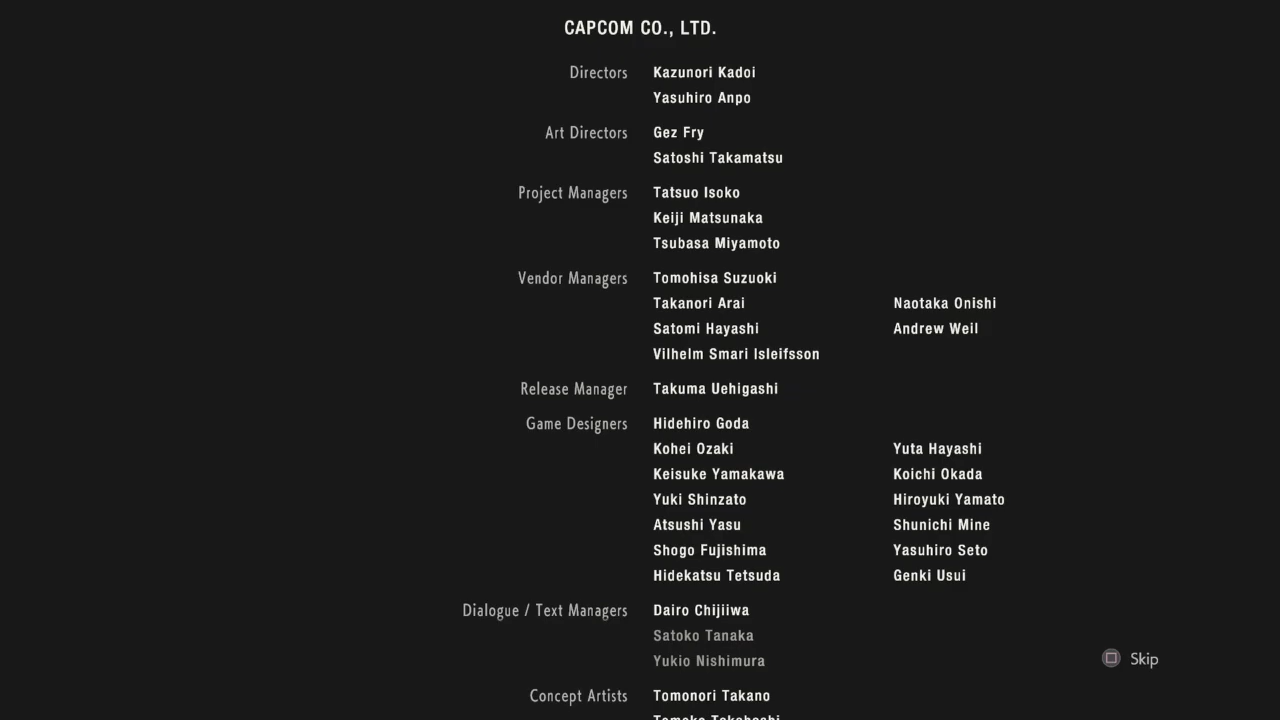 CAPCOM CO., LTD.
Directors Kazunori Kadoi
Yasuhiro Anpo
Art Directors Gez Fry
Satoshi Takamatsu
Project Managers Tatsuo Isoko
Keiji Matsunaka
Tsubasa Miyamoto
Vendor Managers Tomohisa Suzuoki
Takanori Arai Naotaka Onishi
Satomi Hayashi Andrew Weil
Vilhelm Smari Isleifsson
Release Manager Takuma Uehigashi
Game Designers Hidehiro Goda
Kohei Ozaki Yuta Hayashi
Keisuke Yamakawa Koichi Okada
Yuki Shinzato Hiroyuki Yamato
Atsushi Yasu Shunichi Mine
Shogo Fujishima Yasuhiro Seto
Hidekatsu Tetsuda Genki Usui
Dialogue / Text Managers Dairo Chijiiwa
Satoko Tanaka
Yukio Nishimura
Skip
Concept Artists Tomonori Takano